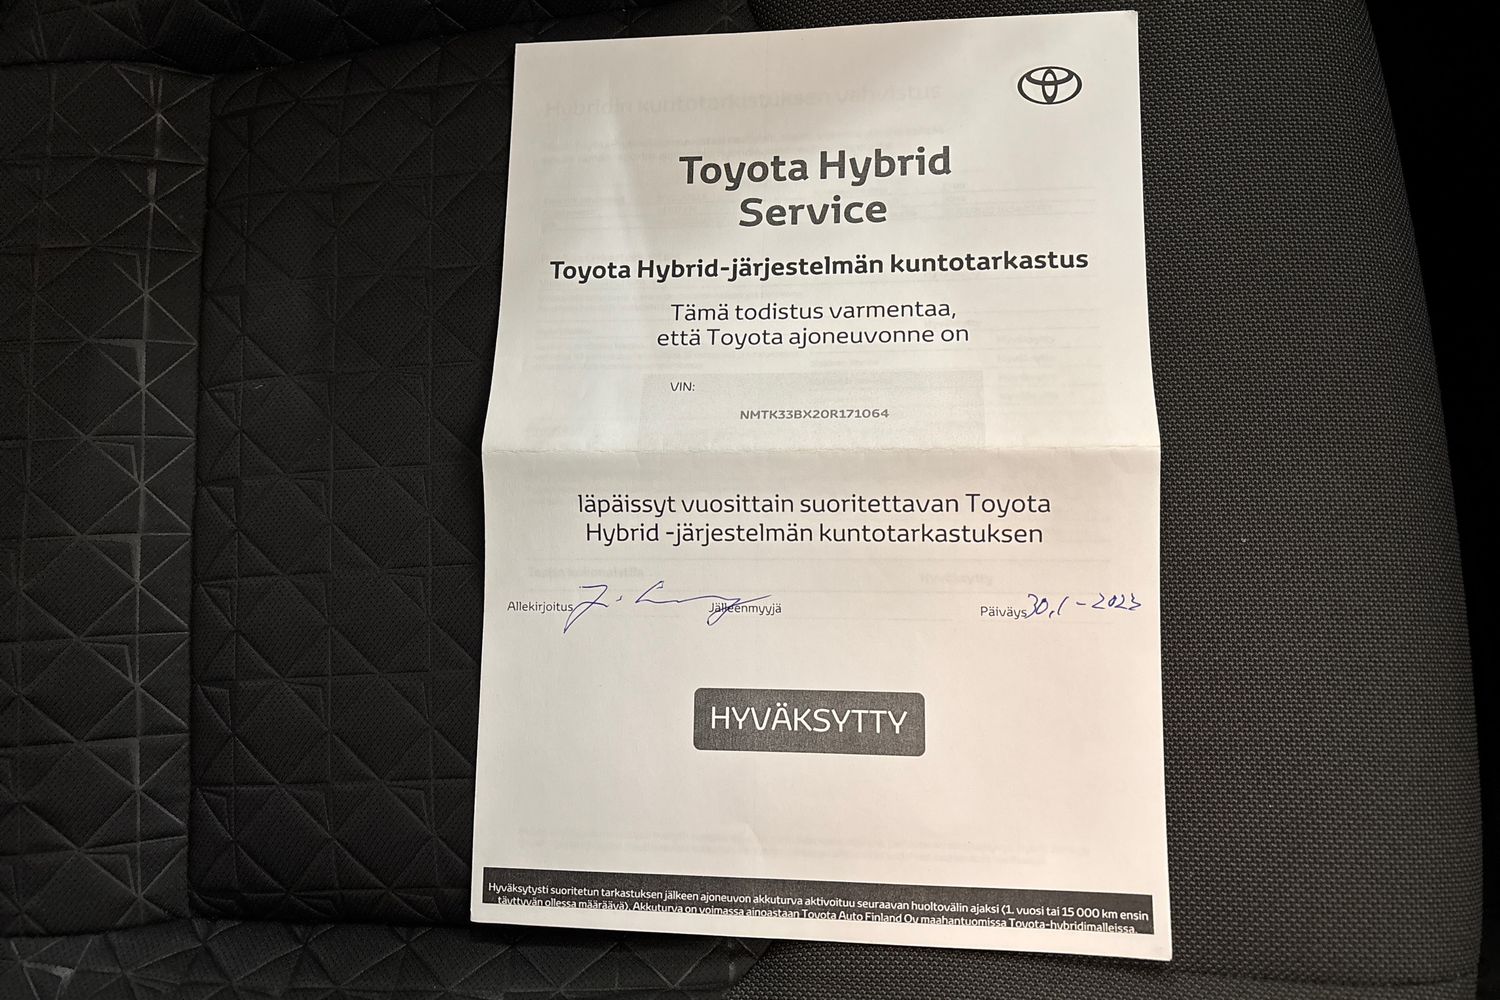 Toyota Hybrid
Service
Toyota Hybrid-järjestelmän kuntotarkastus
Tämä todistus varmentaa,
että Toyota ajoneuvonne on
VIN:
NMTK33BX20R171064
läpäissyt vuosittain suoritettavan Toyota
Hybrid -järjestelmän kuntotarkastuksen
Allekirjoitus Jälleenmyyjä Päiväys 30.1-2023
HYVÄKSYTTY
Hyväksytysti suoritetun tarkastuksen jälkeen ajoneuvon akkuturva aktivoituu seuraavan huoltovälin ajaksi (1. vuosi tai 15 000 km ensin
täyttyvän ollessa määräävä). Akkuturva on voimassa ainoastaan Toyota Auto Finland Oy maahantuomissa Toyota-hybridimalleissa.